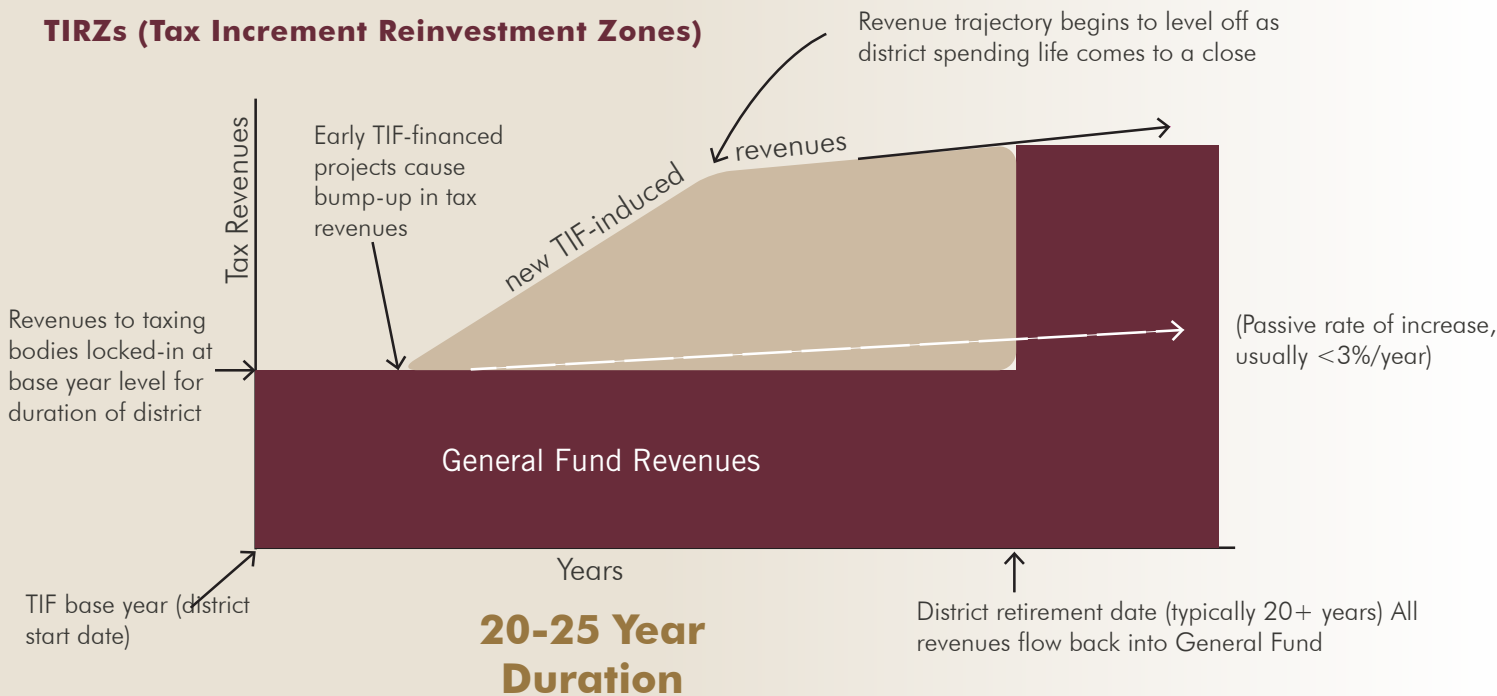 TIRZs (Tax Increment Reinvestment Zones)
Revenue trajectory begins to level off as
district spending life comes to a close
Tax Revenues
Early TIF-financed
projects cause
bump-up in tax
revenues
new TIF-induced
revenues
Revenues to taxing
bodies locked-in at
base year level for
duration of district
(Passive rate of increase,
usually <3%/year)
General Fund Revenues
Years
TIF base year (district
start date)
20-25 Year
Duration
District retirement date (typically 20+ years) All
revenues flow back into General Fund